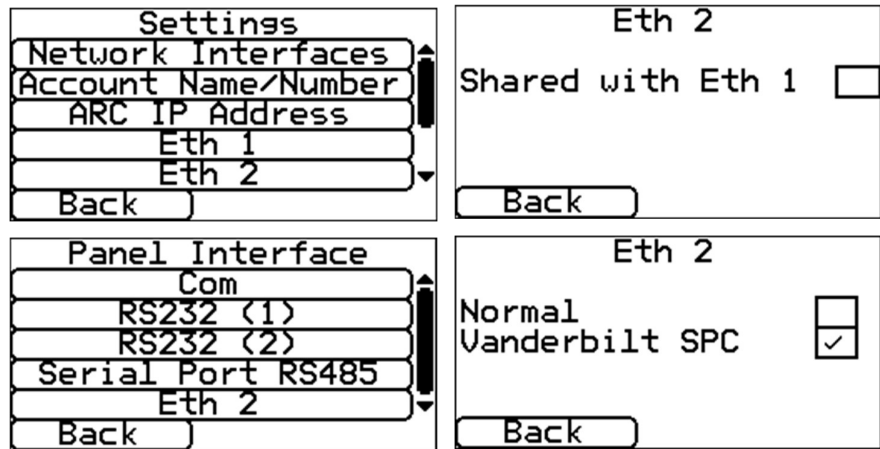 Settings
Network Interfaces
Account Name/Number
ARC IP Address
Eth 1
Eth 2
Back
Eth 2
Shared with Eth 1
Back
Panel Interface
Com
RS232 (1)
RS232 (2)
Serial Port RS485
Eth 2
Back
Eth 2
Normal
Vanderbilt SPC
Back